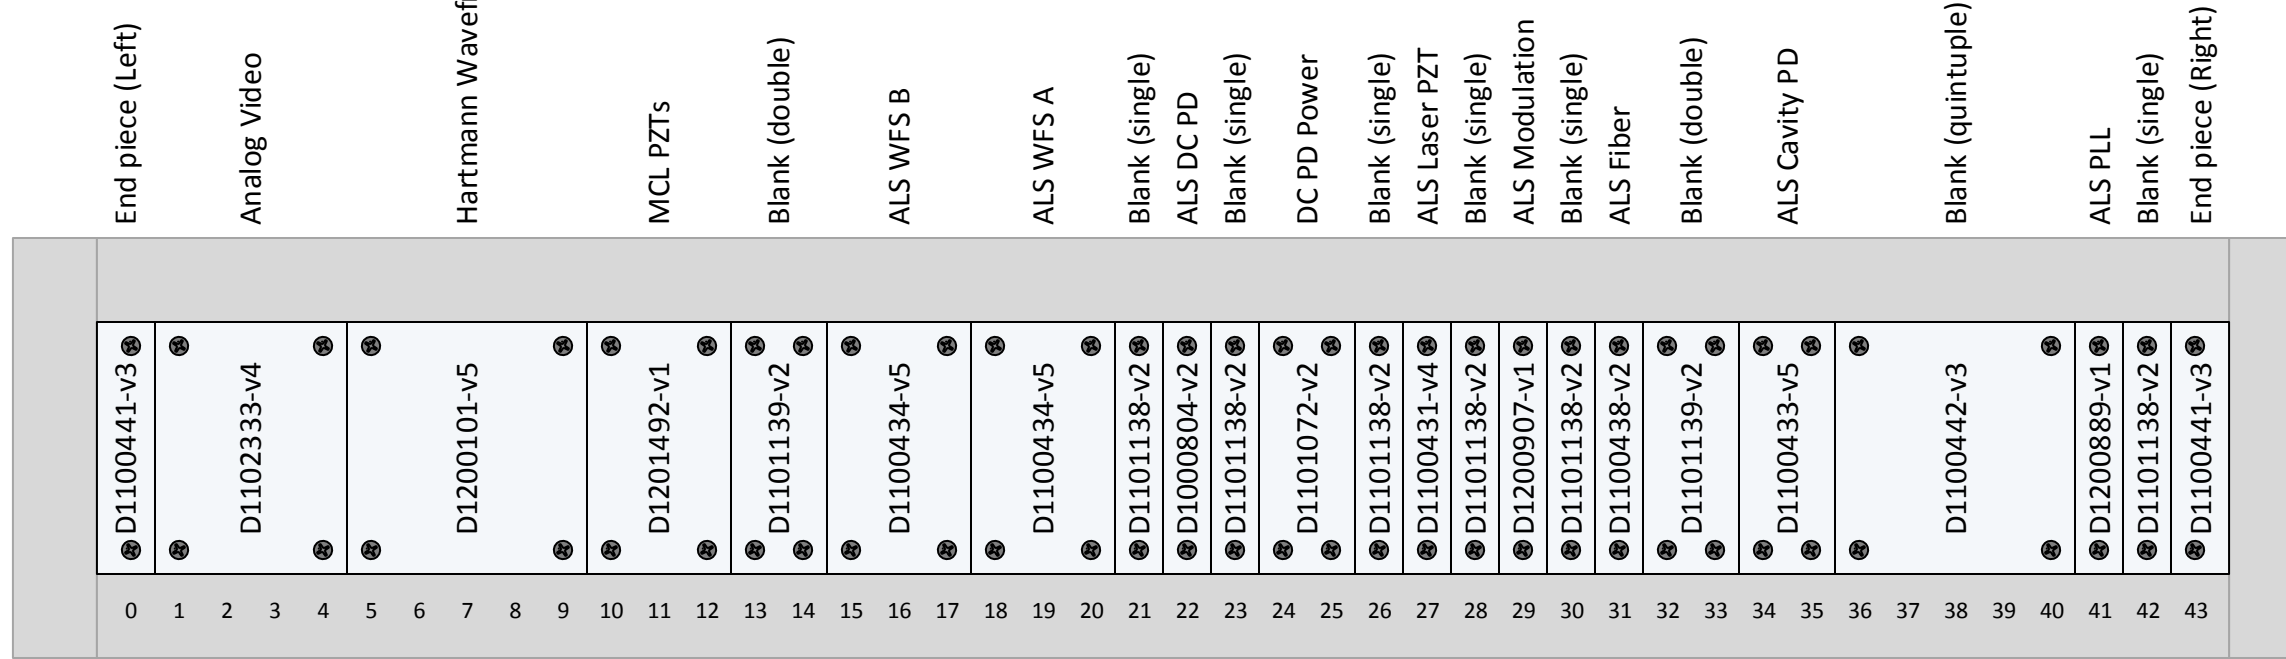 End piece (Left)
Analog Video
Hartmann
MCL PZTs
Blank (double)
ALS WFS B
ALS WFS A
Blank (single)
ALS DC PD
Blank (single)
DC PD Power
Blank (single)
ALS Laser PZT
Blank (single)
ALS Modulation
Blank (single)
ALS Fiber
Blank (double)
ALS Cavity PD
Blank (quintuple)
ALS PLL
Blank (single)
End piece (Right)
D1100441-v3
D1102333-v4
D1200101-v5
D1201492-v1
D1101139-v2
D1100434-v5
D1100434-v5
D1101138-v2
D1000804-v2
D1101138-v2
D1101072-v2
D1101138-v2
D1100431-v4
D1101138-v2
D1200907-v1
D1101138-v2
D1100438-v2
D1101139-v2
D1100433-v5
D1100442-v3
D1200889-v1
D1101138-v2
D1100441-v3
0 1 2 3 4 5 6 7 8 9 10 11 12 13 14 15 16 17 18 19 20 21 22 23 24 25 26 27 28 29 30 31 32 33 34 35 36 37 38 39 40 41 42 43